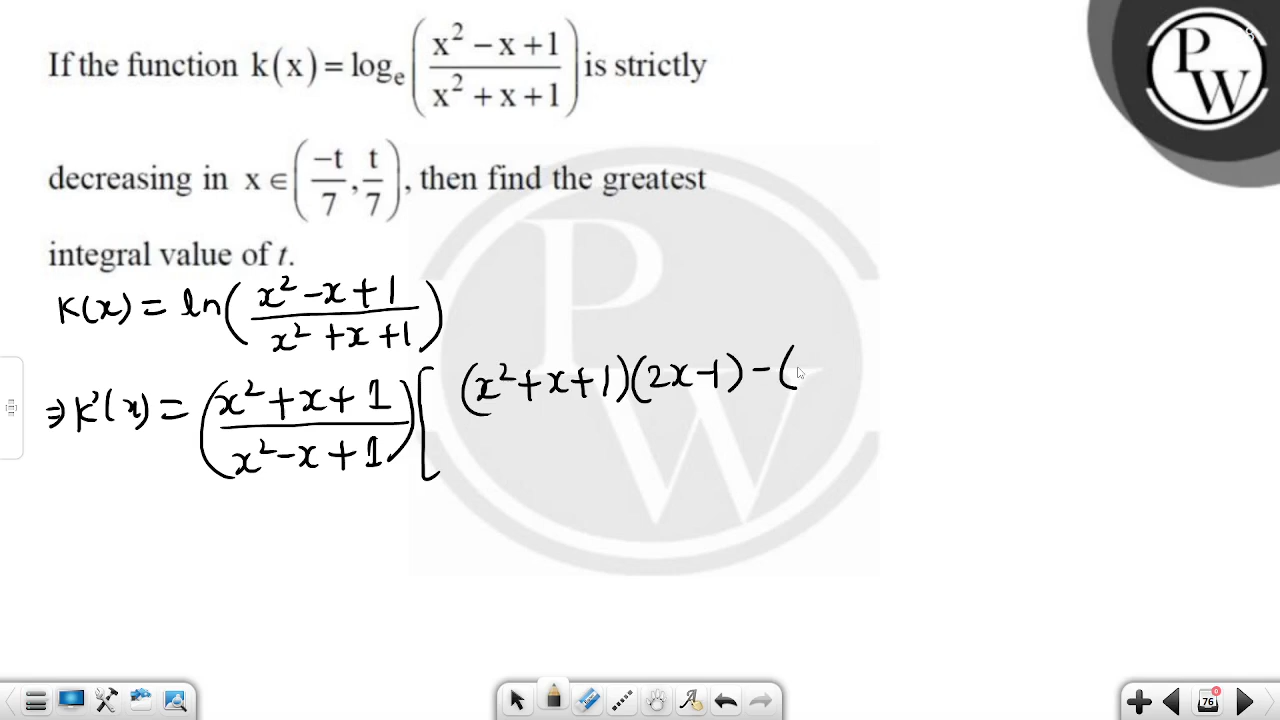 If the function k(x) = logₑ((x² − x + 1)/(x² + x + 1)) is strictly
decreasing in x ∈ (−t/7, t/7), then find the greatest
integral value of t.
K(x) = ln((x² − x + 1)/(x² + x + 1))
⇒ K'(x) = ((x² + x + 1)/(x² − x + 1)) [ (x² + x + 1)(2x − 1) − (
P
W
P
W
76